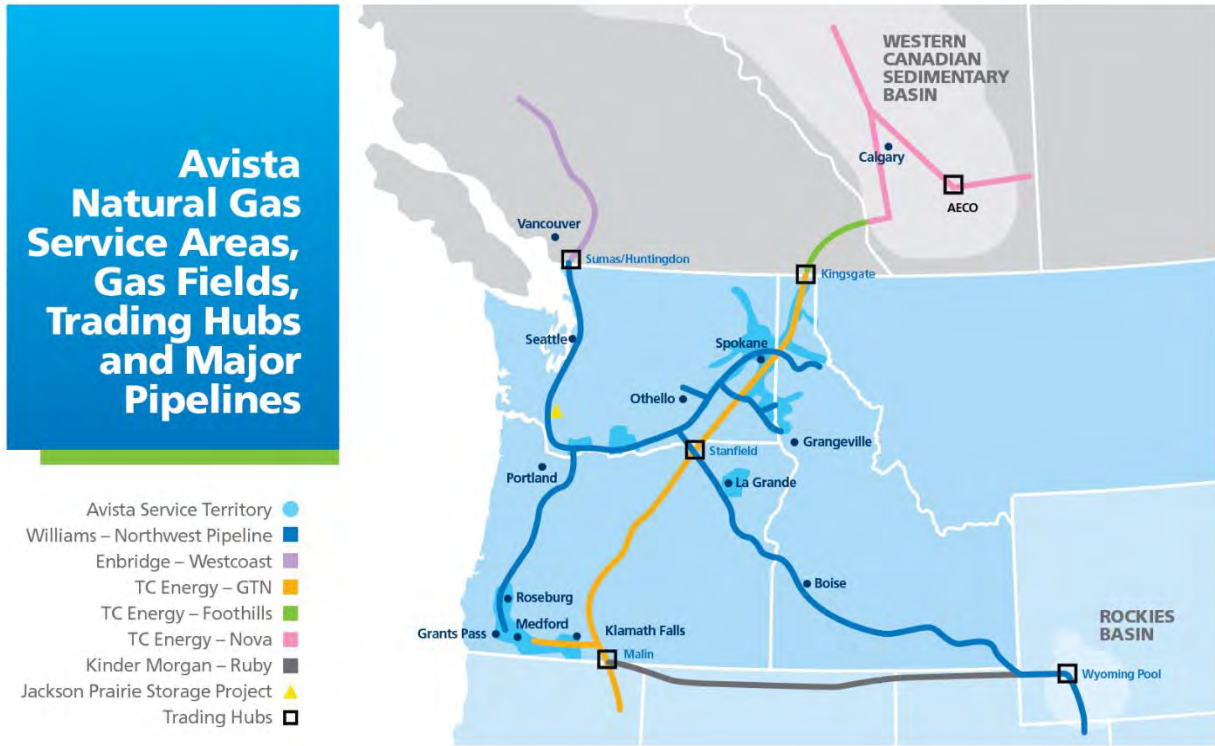 Avista
Natural Gas
Service Areas,
Gas Fields,
Trading Hubs
and Major
Pipelines
Avista Service Territory
Williams – Northwest Pipeline
Enbridge – Westcoast
TC Energy – GTN
TC Energy – Foothills
TC Energy – Nova
Kinder Morgan – Ruby
Jackson Prairie Storage Project
Trading Hubs
WESTERN
CANADIAN
SEDIMENTARY
BASIN
Calgary
AECO
Vancouver
Sumas/Huntingdon
Kingsgate
Seattle
Spokane
Othello
Grangeville
Stanfield
Portland
La Grande
Boise
Roseburg
Medford
Klamath Falls
Grants Pass
Malin
ROCKIES
BASIN
Wyoming Pool